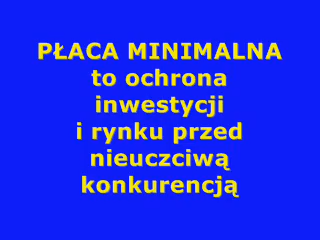 PŁACA MINIMALNA
to ochrona
inwestycji
i rynku przed
nieuczciwą
konkurencją